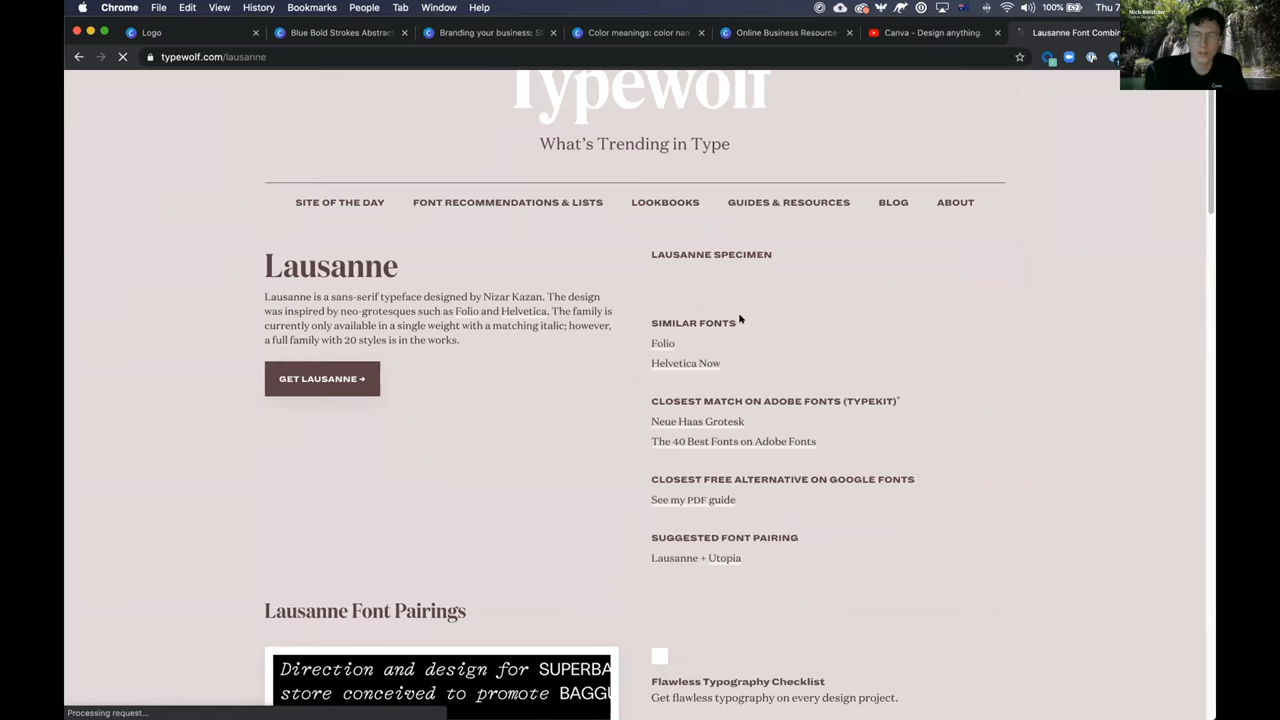 Chrome File Edit View History Bookmarks People Tab Window Help 100% Thu 7
Logo Blue Bold Strokes Abstract Branding your business: S Color meanings: color nan Online Business Resource Canva - Design anything. Lausanne Font Combin
typewolf.com/lausanne
Typewolf
What's Trending in Type
SITE OF THE DAY FONT RECOMMENDATIONS & LISTS LOOKBOOKS GUIDES & RESOURCES BLOG ABOUT
Lausanne
Lausanne is a sans-serif typeface designed by Nizar Kazan. The design
was inspired by neo-grotesques such as Folio and Helvetica. The family is
currently only available in a single weight with a matching italic; however,
a full family with 20 styles is in the works.
GET LAUSANNE →
LAUSANNE SPECIMEN
SIMILAR FONTS
Folio
Helvetica Now
CLOSEST MATCH ON ADOBE FONTS (TYPEKIT)*
Neue Haas Grotesk
The 40 Best Fonts on Adobe Fonts
CLOSEST FREE ALTERNATIVE ON GOOGLE FONTS
See my PDF guide
SUGGESTED FONT PAIRING
Lausanne + Utopia
Lausanne Font Pairings
Direction and design for SUPERBA
store conceived to promote BAGGU
Flawless Typography Checklist
Get flawless typography on every design project.
Processing request...